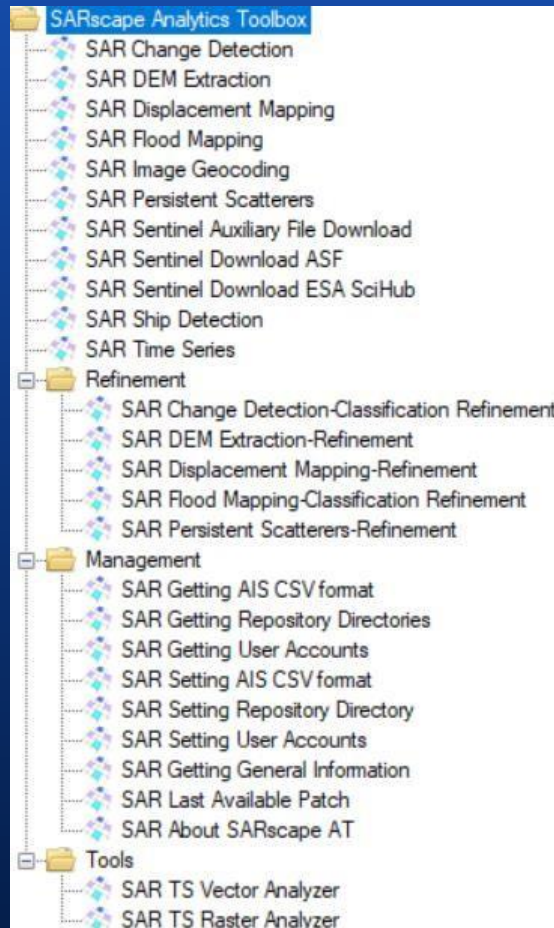 SARscape Analytics Toolbox
SAR Change Detection
SAR DEM Extraction
SAR Displacement Mapping
SAR Flood Mapping
SAR Image Geocoding
SAR Persistent Scatterers
SAR Sentinel Auxiliary File Download
SAR Sentinel Download ASF
SAR Sentinel Download ESA SciHub
SAR Ship Detection
SAR Time Series
Refinement
SAR Change Detection-Classification Refinement
SAR DEM Extraction-Refinement
SAR Displacement Mapping-Refinement
SAR Flood Mapping-Classification Refinement
SAR Persistent Scatterers-Refinement
Management
SAR Getting AIS CSV format
SAR Getting Repository Directories
SAR Getting User Accounts
SAR Setting AIS CSV format
SAR Setting Repository Directory
SAR Setting User Accounts
SAR Getting General Information
SAR Last Available Patch
SAR About SARscape AT
Tools
SAR TS Vector Analyzer
SAR TS Raster Analyzer